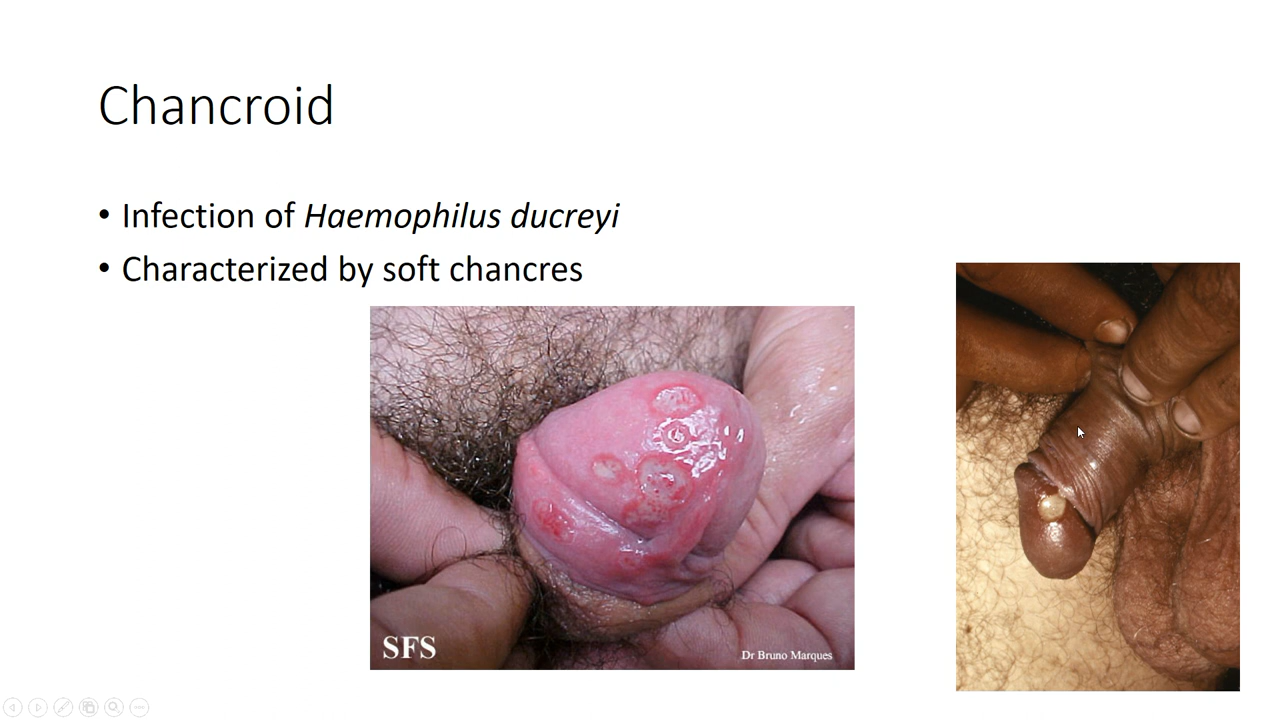 Chancroid
• Infection of Haemophilus ducreyi
• Characterized by soft chancres
SFS
Dr Bruno Marques